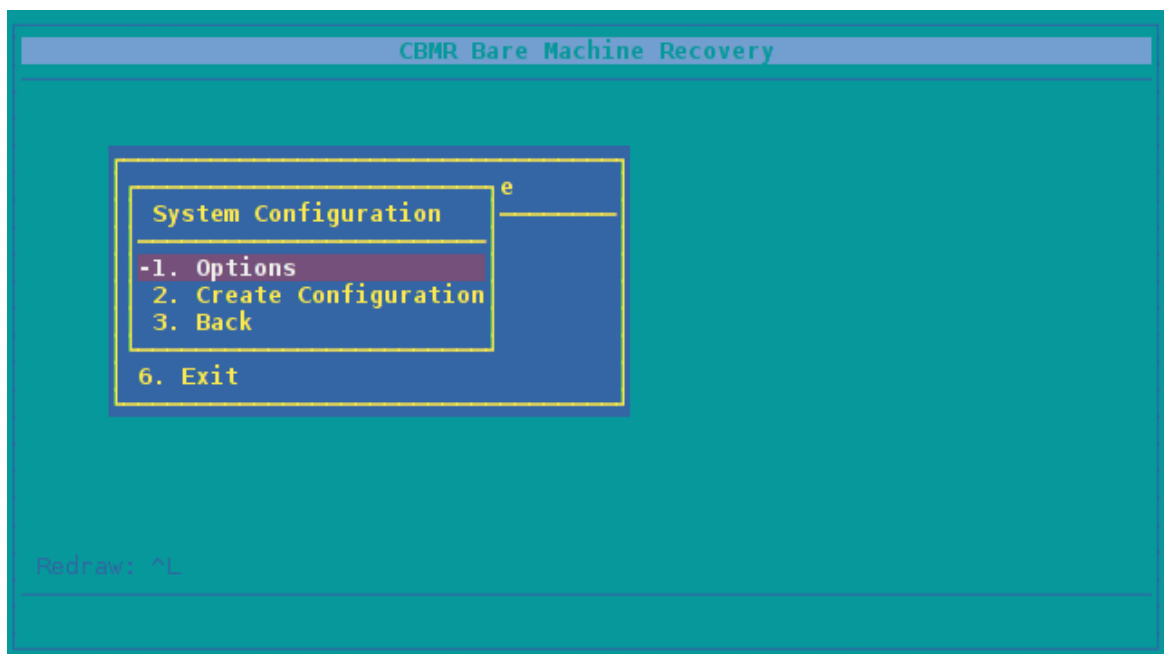 CBMR Bare Machine Recovery
e
System Configuration
-1. Options
2. Create Configuration
3. Back
6. Exit
Redraw: ^L